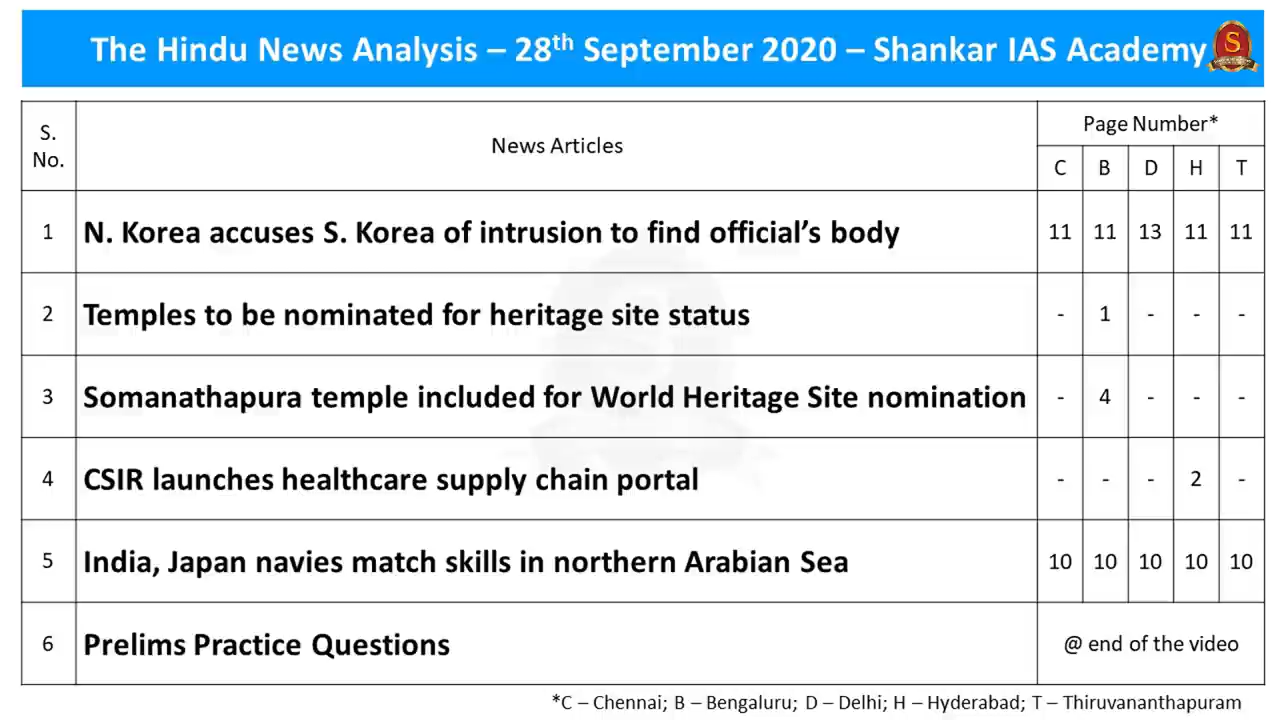 The Hindu News Analysis – 28th September 2020 – Shankar IAS Academy
S. No. News Articles Page Number*
C B D H T
1 N. Korea accuses S. Korea of intrusion to find official's body 11 11 13 11 11
2 Temples to be nominated for heritage site status - 1 - - -
3 Somanathapura temple included for World Heritage Site nomination - 4 - - -
4 CSIR launches healthcare supply chain portal - - - 2 -
5 India, Japan navies match skills in northern Arabian Sea 10 10 10 10 10
6 Prelims Practice Questions @ end of the video
*C – Chennai; B – Bengaluru; D – Delhi; H – Hyderabad; T – Thiruvananthapuram